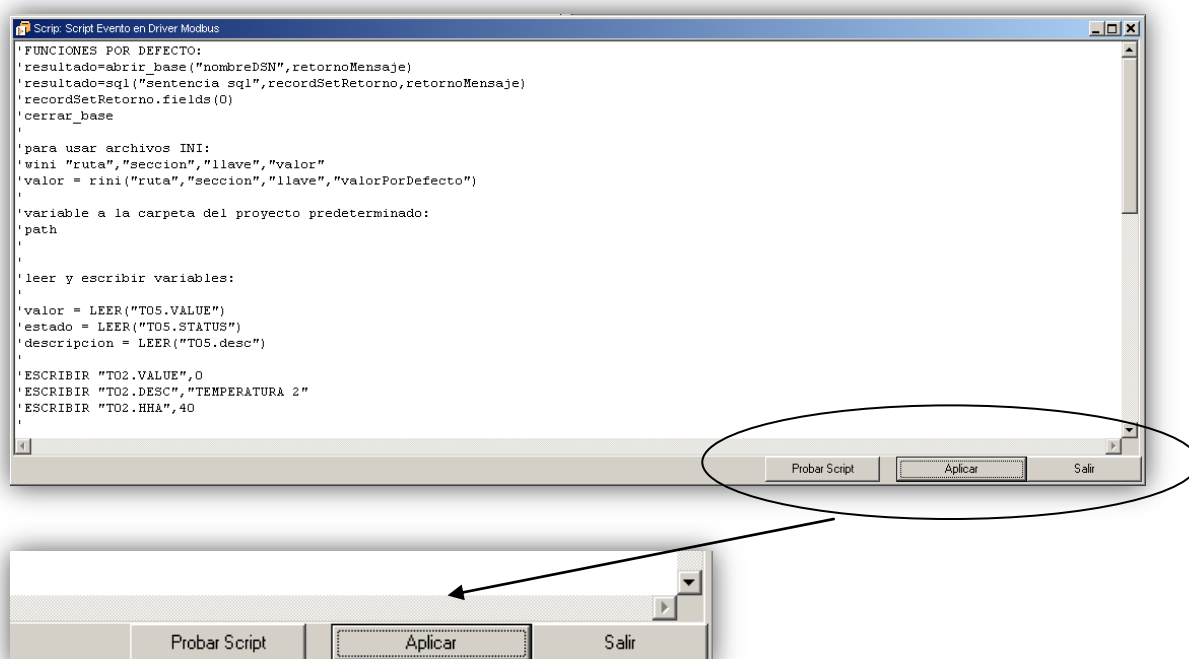 Scrip: Script Evento en Driver Modbus
'FUNCIONES POR DEFECTO:
'resultado=abrir_base("nombreDSN",retornoMensaje)
'resultado=sql("sentencia sql",recordSetRetorno,retornoMensaje)
'recordSetRetorno.fields(0)
'cerrar_base
'
'para usar archivos INI:
'wini "ruta","seccion","llave","valor"
'valor = rini("ruta","seccion","llave","valorPorDefecto")
'
'variable a la carpeta del proyecto predeterminado:
'path
'
'
'leer y escribir variables:
'
'valor = LEER("T05.VALUE")
'estado = LEER("T05.STATUS")
'descripcion = LEER("T05.desc")
'
'ESCRIBIR "T02.VALUE",0
'ESCRIBIR "T02.DESC","TEMPERATURA 2"
'ESCRIBIR "T02.HHA",40
'
Probar Script Aplicar Salir
Probar Script Aplicar Salir